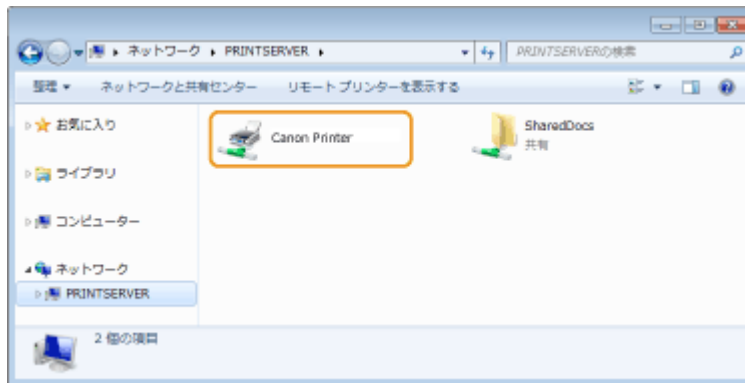 ネットワーク ▸ PRINTSERVER ▸
PRINTSERVERの検索
整理 ▼ ネットワークと共有センター リモート プリンターを表示する
お気に入り
ライブラリ
コンピューター
ネットワーク
PRINTSERVER
Canon Printer
SharedDocs
共有
2 個の項目